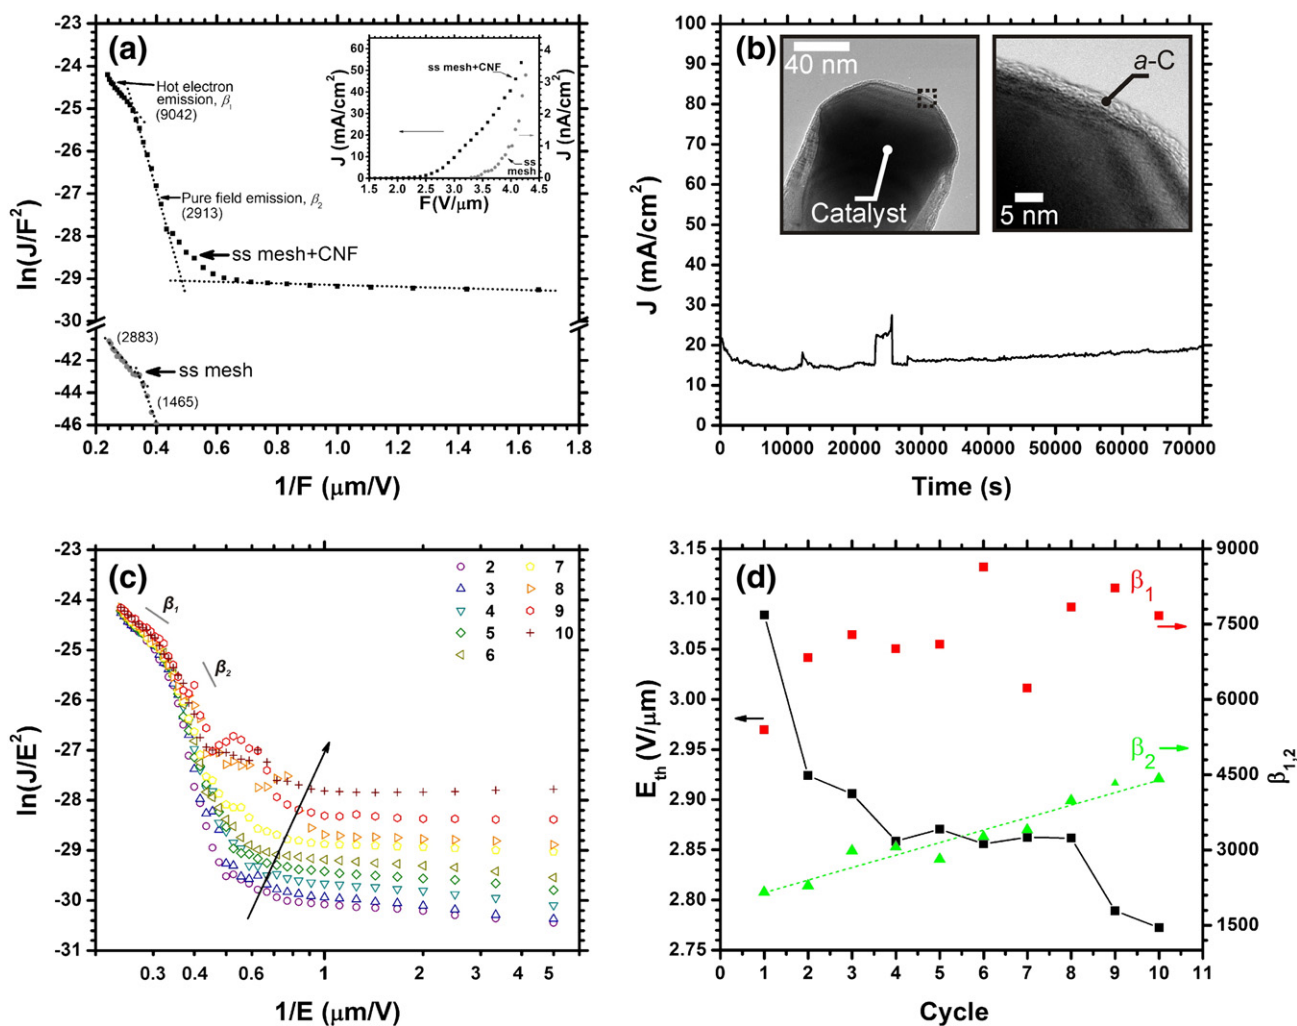 (a)
ln(J/F²)
-23
-24
-25
-26
-27
-28
-29
-30
-42
-44
-46
Hot electron
emission, β₁
(9042)
Pure field emission, β₂
(2913)
ss mesh+CNF
(2883)
ss mesh
(1465)
0.2 0.4 0.6 0.8 1.0 1.2 1.4 1.6 1.8
1/F (μm/V)
J (mA/cm²)
65
60
50
40
30
20
10
0
ss mesh+CNF
ss
mesh
4
3
2
1
0
J (nA/cm²)
1.5 2.0 2.5 3.0 3.5 4.0 4.5
F(V/μm)
(b)
J (mA/cm²)
100
90
80
70
60
50
40
30
20
10
0
40 nm
Catalyst
a-C
5 nm
0 10000 20000 30000 40000 50000 60000 70000
Time (s)
(c)
ln(J/E²)
-23
-24
-25
-26
-27
-28
-29
-30
-31
β₁
β₂
2
3
4
5
6
7
8
9
10
0.3 0.4 0.6 1 2 4 5
1/E (μm/V)
(d)
E_th (V/μm)
3.15
3.10
3.05
3.00
2.95
2.90
2.85
2.80
2.75
β₁
β₂
9000
7500
6000
4500
3000
1500
β₁,₂
0 1 2 3 4 5 6 7 8 9 10 11
Cycle